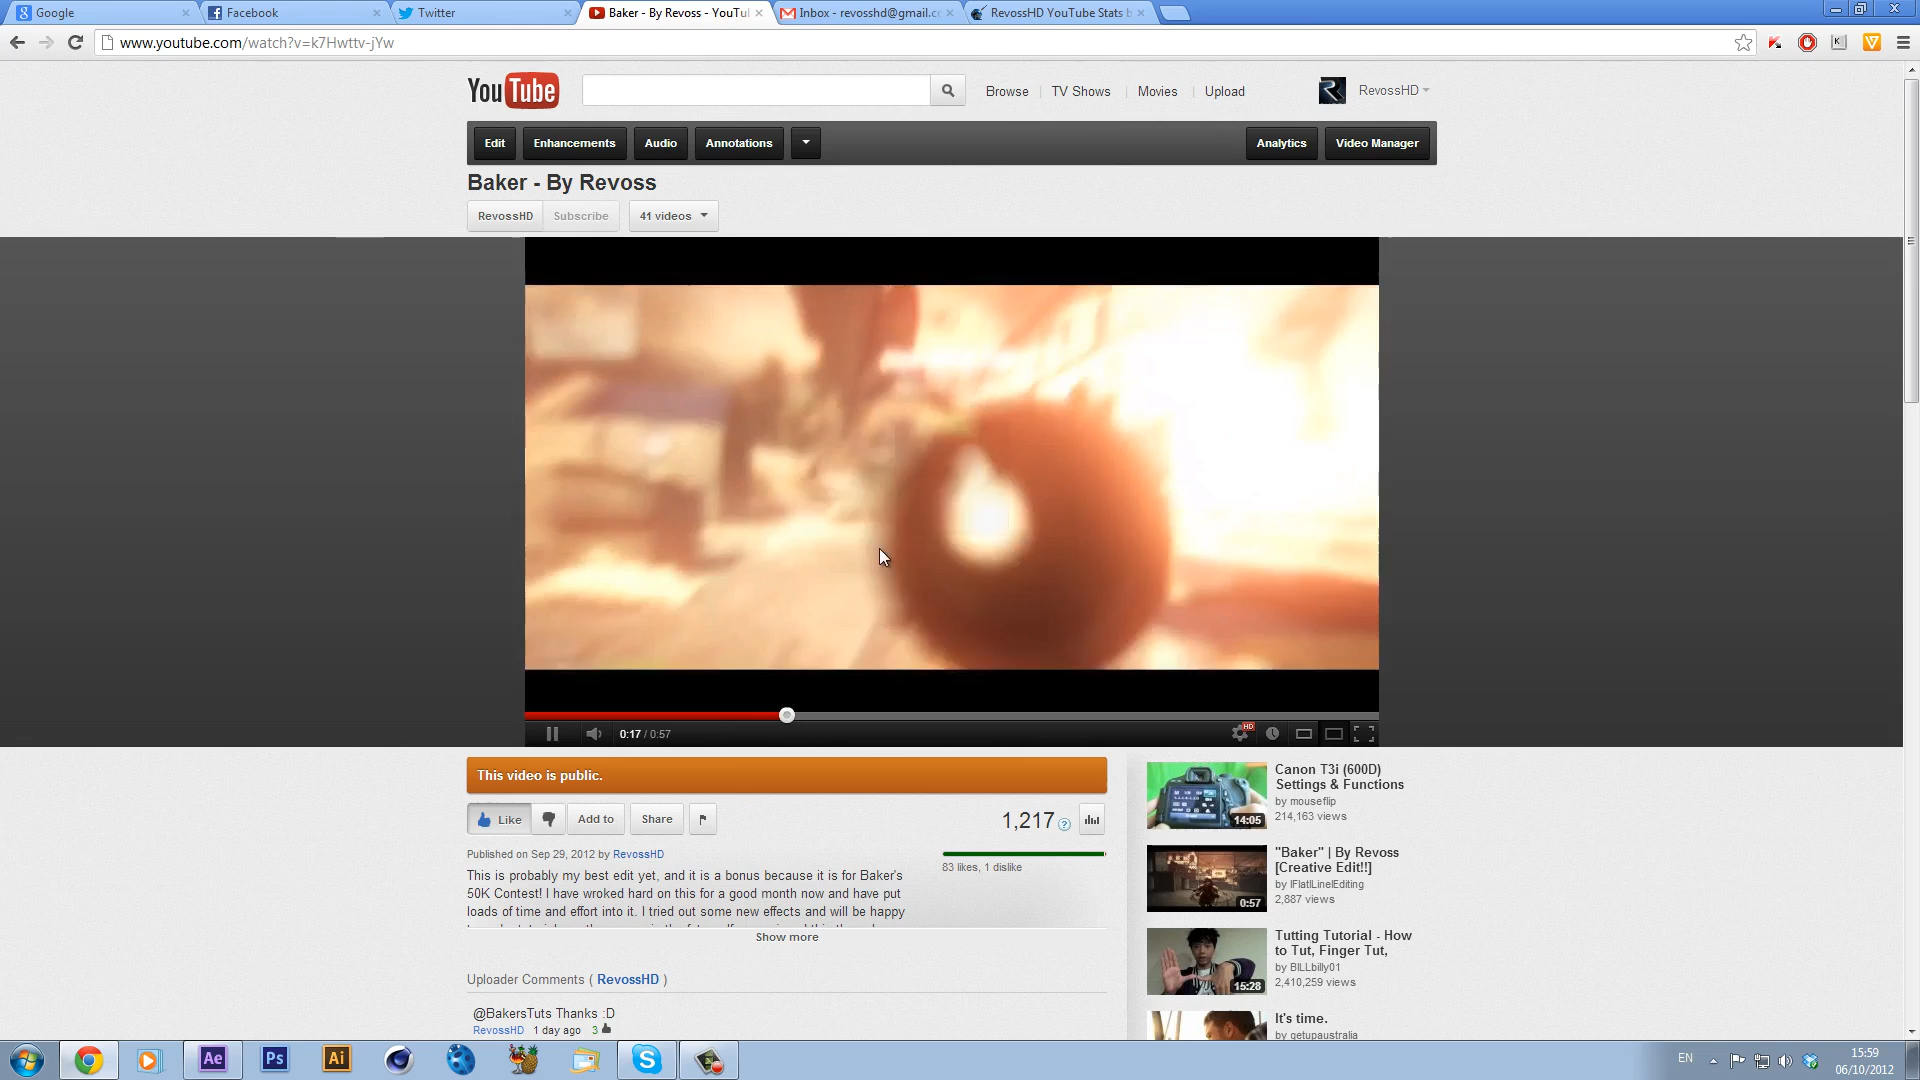 Google
Facebook
Twitter
Baker - By Revoss - YouTu
Inbox - revosshd@gmail.c
RevossHD YouTube Stats b
www.youtube.com/watch?v=k7Hwttv-jYw
YouTube
Browse
TV Shows
Movies
Upload
RevossHD
Edit
Enhancements
Audio
Annotations
Analytics
Video Manager
Baker - By Revoss
RevossHD
Subscribe
41 videos
0:17 / 0:57
HD
This video is public.
Like
Add to
Share
1,217
Published on Sep 29, 2012 by RevossHD
83 likes, 1 dislike
This is probably my best edit yet, and it is a bonus because it is for Baker's
50K Contest! I have wroked hard on this for a good month now and have put
loads of time and effort into it. I tried out some new effects and will be happy
Show more
Uploader Comments ( RevossHD )
@BakersTuts Thanks :D
RevossHD 1 day ago 3
Canon T3i (600D)
Settings & Functions
by mouseflip
214,163 views
14:05
"Baker" | By Revoss
[Creative Edit!!]
by IFlatlLinelEditing
2,887 views
0:57
Tutting Tutorial - How
to Tut, Finger Tut,
by BILLbilly01
2,410,259 views
15:28
It's time.
by getupaustralia
Ae
Ps
Ai
EN
15:59
06/10/2012